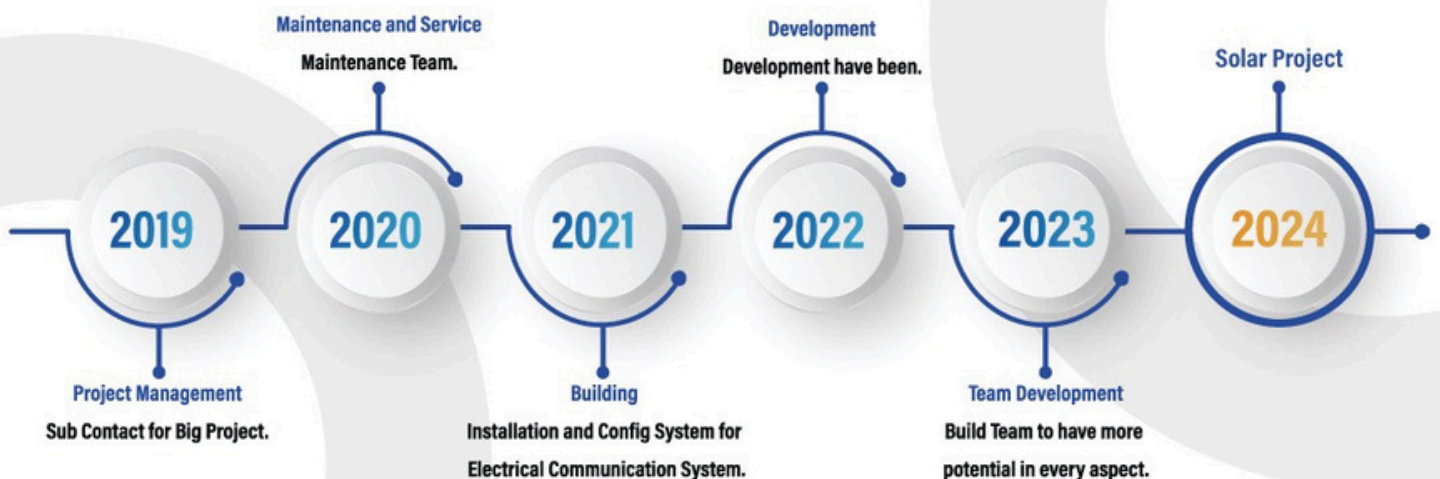 Maintenance and Service
Maintenance Team.
Development
Development have been.
Solar Project
2019
2020
2021
2022
2023
2024
Project Management
Sub Contact for Big Project.
Building
Installation and Config System for
Electrical Communication System.
Team Development
Build Team to have more
potential in every aspect.